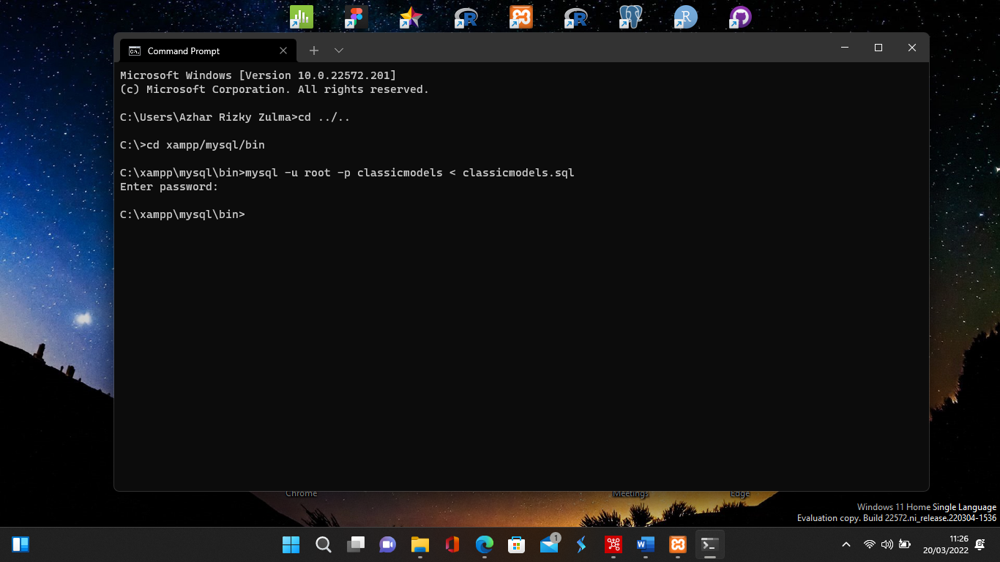 Command Prompt
Microsoft Windows [Version 10.0.22572.201]
(c) Microsoft Corporation. All rights reserved.
C:\Users\Azhar Rizky Zulma>cd ../..
C:\>cd xampp/mysql/bin
C:\xampp\mysql\bin>mysql -u root -p classicmodels < classicmodels.sql
Enter password:
C:\xampp\mysql\bin>
Chrome Meetings Edge
Windows 11 Home Single Language
Evaluation copy. Build 22572.ni_release.220304-1536
1
11:26
20/03/2022